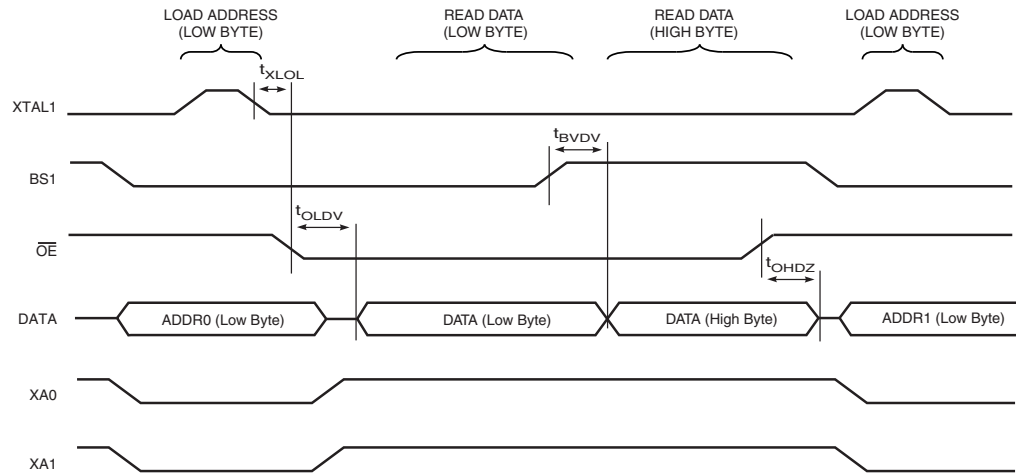 LOAD ADDRESS
(LOW BYTE)
READ DATA
(LOW BYTE)
READ DATA
(HIGH BYTE)
LOAD ADDRESS
(LOW BYTE)
tXLOL
XTAL1
tBVDV
BS1
tOLDV
OE
tOHDZ
DATA
ADDR0 (Low Byte)
DATA (Low Byte)
DATA (High Byte)
ADDR1 (Low Byte)
XA0
XA1